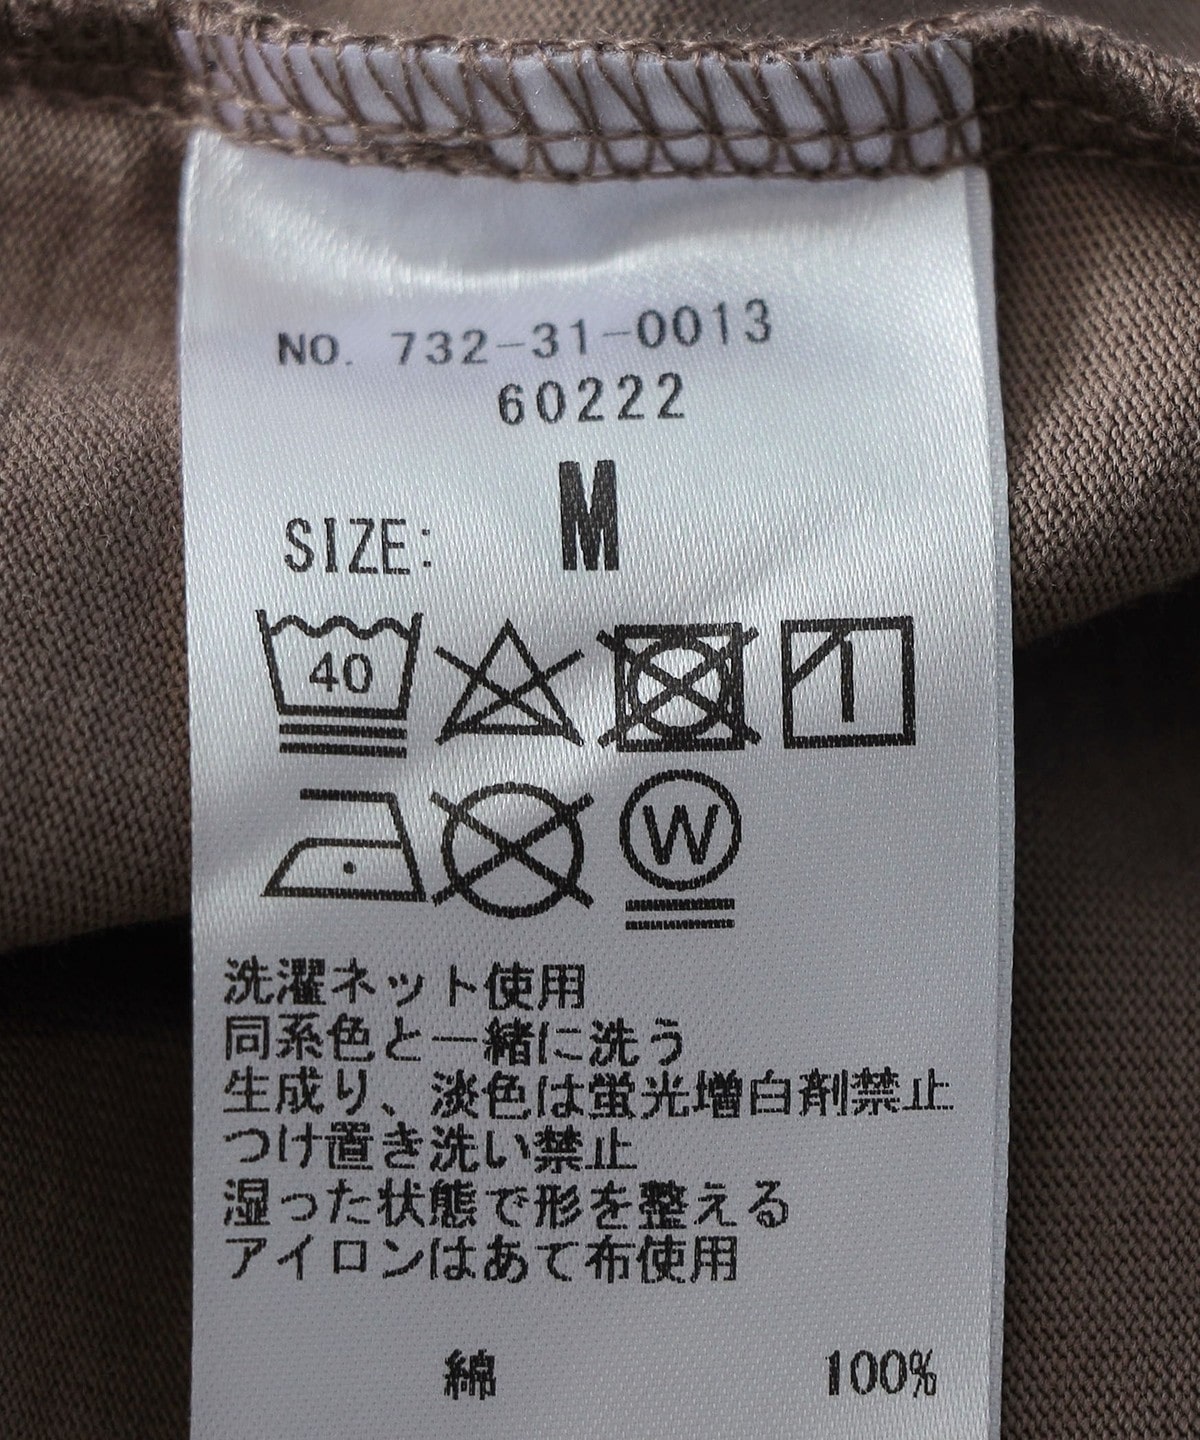 NO. 732-31-0013
60222
SIZE: M
40
W
洗濯ネット使用
同系色と一緒に洗う
生成り、淡色は蛍光増白剤禁止
つけ置き洗い禁止
湿った状態で形を整える
アイロンはあて布使用
綿 100%